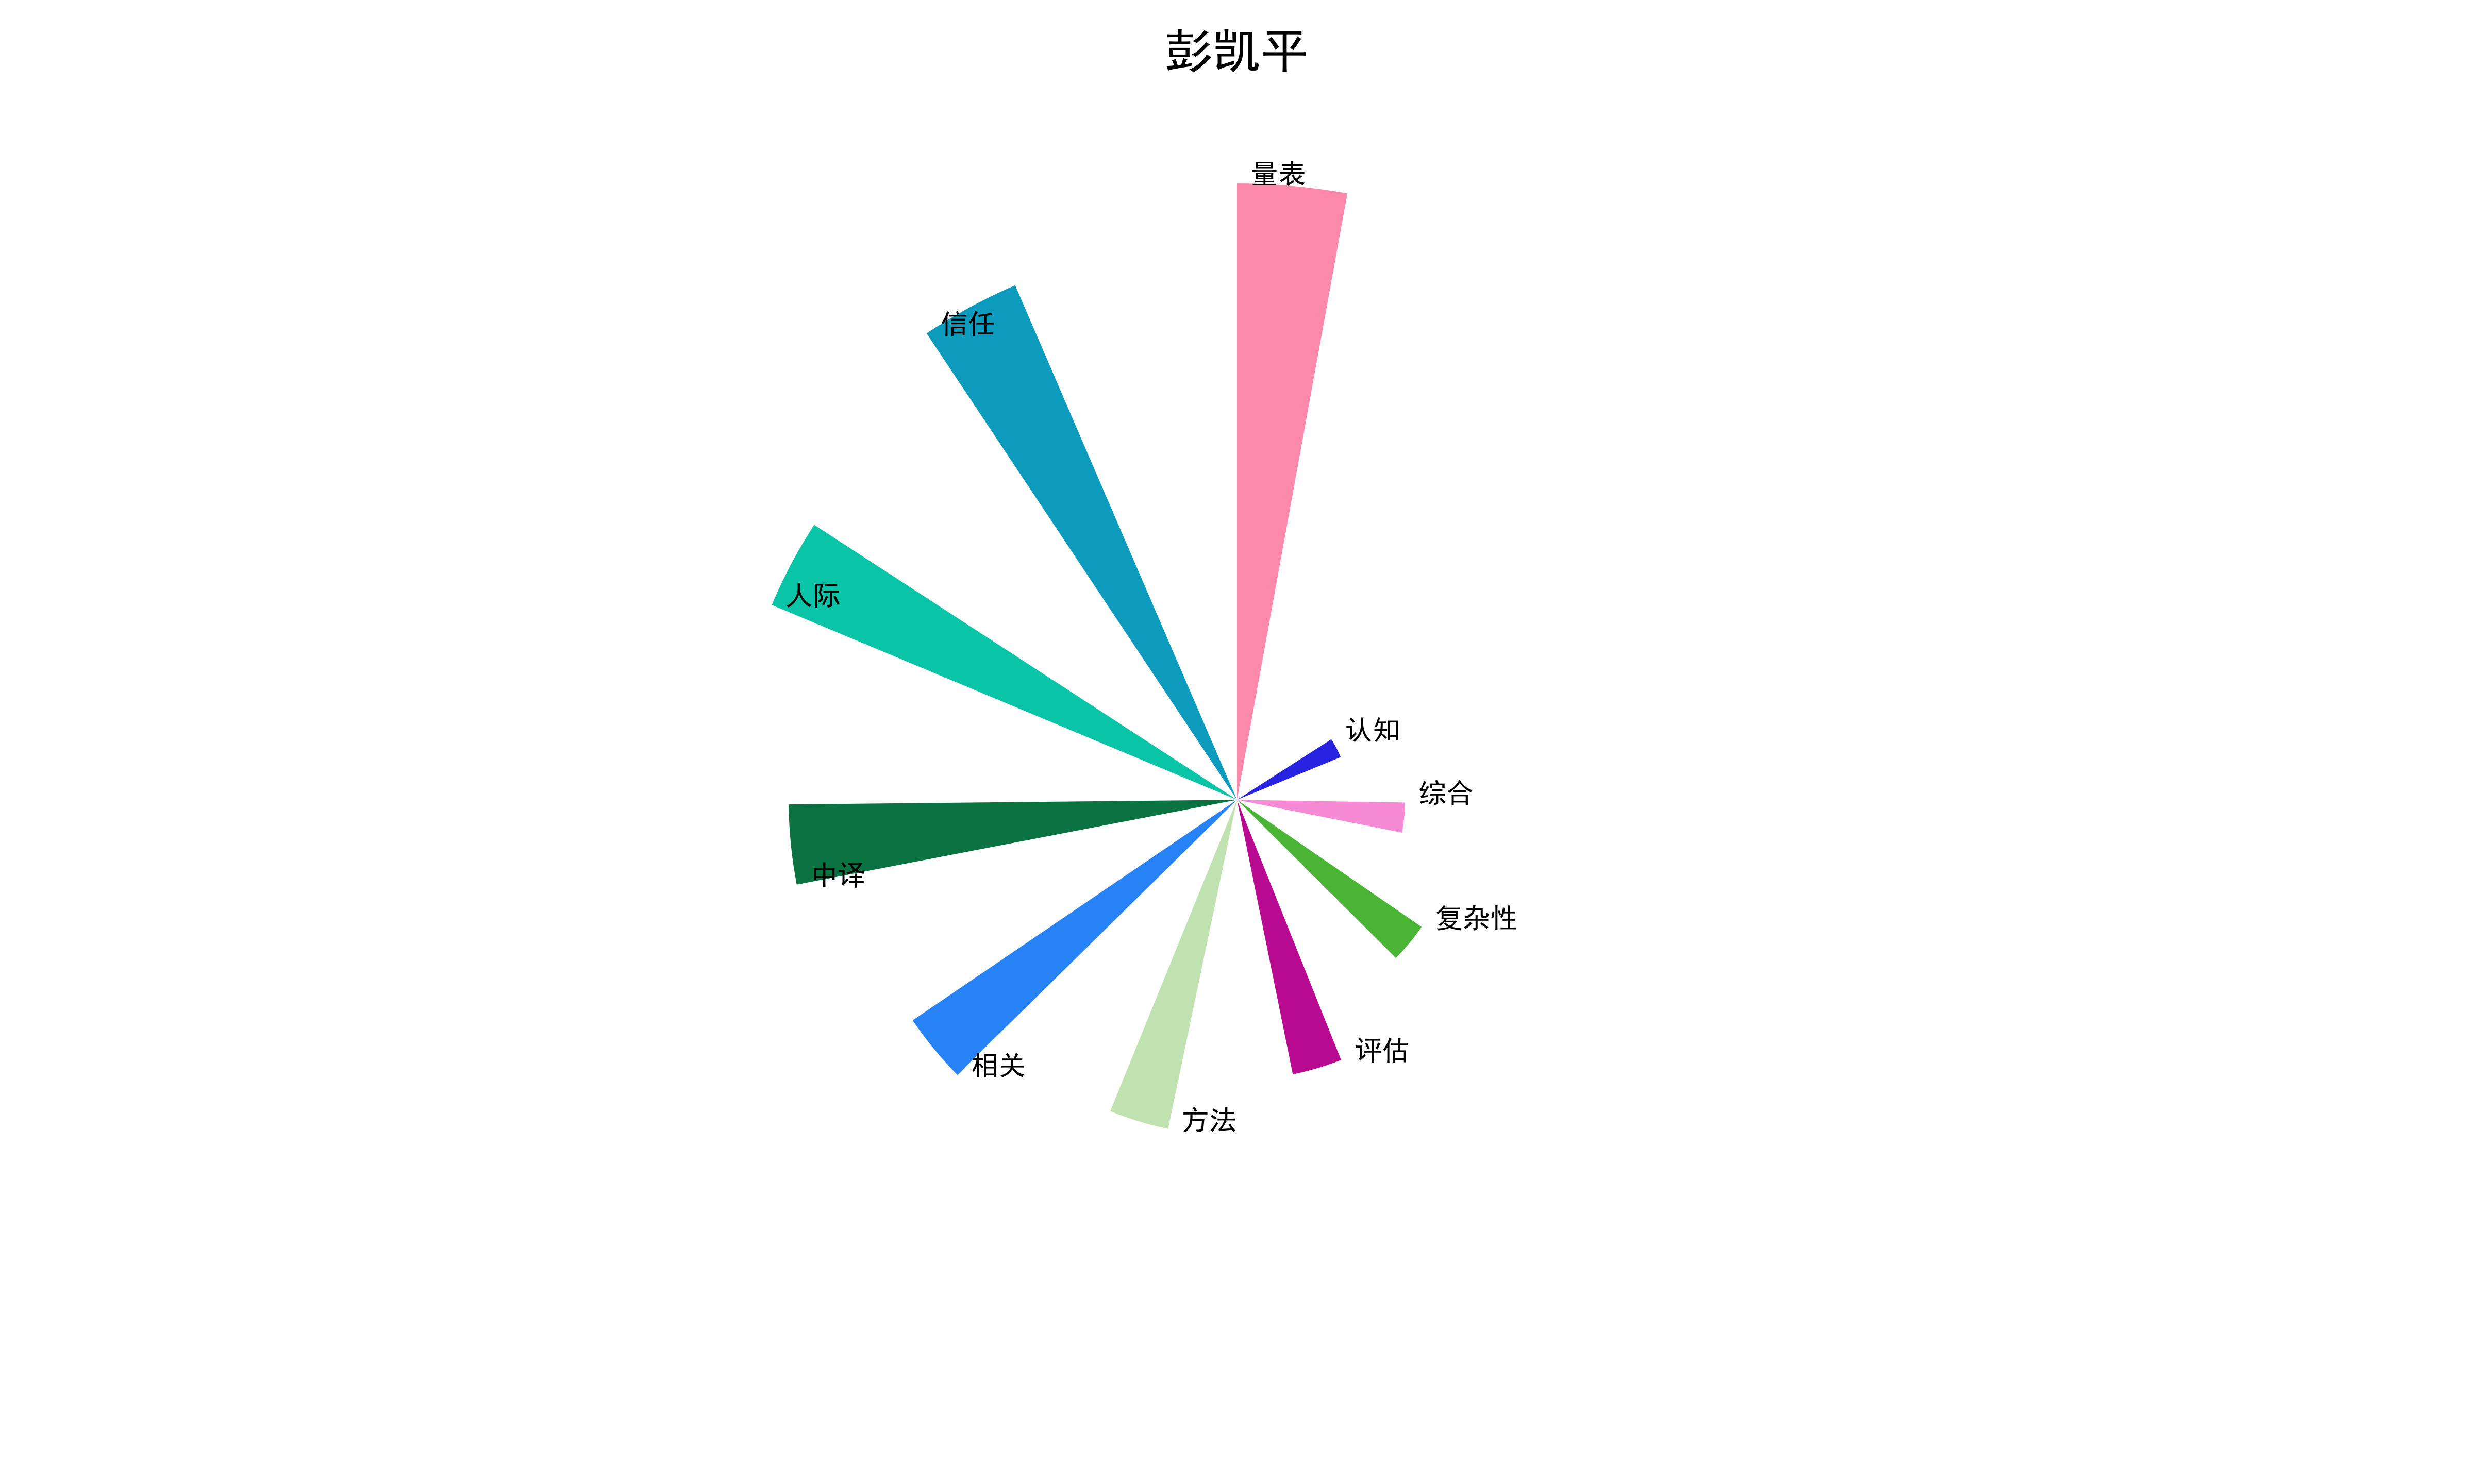 彭凯平
量表
信任
人际
认知
综合
中译
复杂性
评估
相关
方法